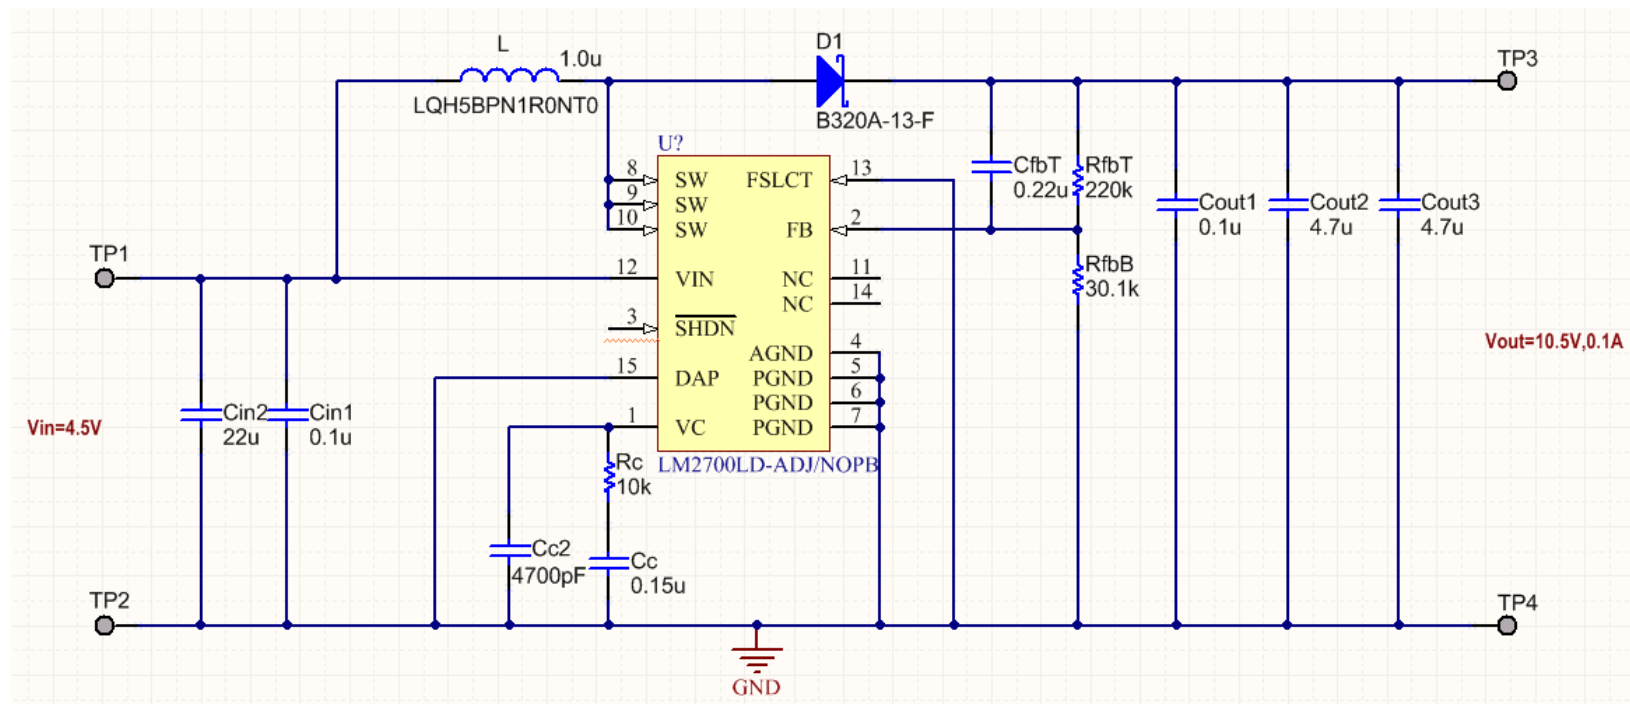 L
1.0u
LQH5BPN1R0NT0
D1
B320A-13-F
TP3
U?
8 SW FSLCT 13
9 SW
10 SW FB 2
12 VIN NC 11
NC 14
3 SHDN
AGND 4
15 DAP PGND 5
PGND 6
1 VC PGND 7
LM2700LD-ADJ/NOPB
CfbT
0.22u
RfbT
220k
RfbB
30.1k
Cout1
0.1u
Cout2
4.7u
Cout3
4.7u
TP1
Vin=4.5V
Cin2
22u
Cin1
0.1u
Vout=10.5V,0.1A
Rc
10k
Cc2
4700pF
Cc
0.15u
TP2
TP4
GND